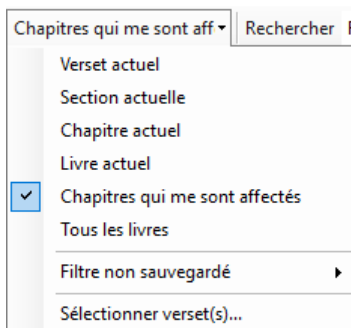 Chapitres qui me sont aff Rechercher
Verset actuel
Section actuelle
Chapitre actuel
Livre actuel
Chapitres qui me sont affectés
Tous les livres
Filtre non sauvegardé
Sélectionner verset(s)...